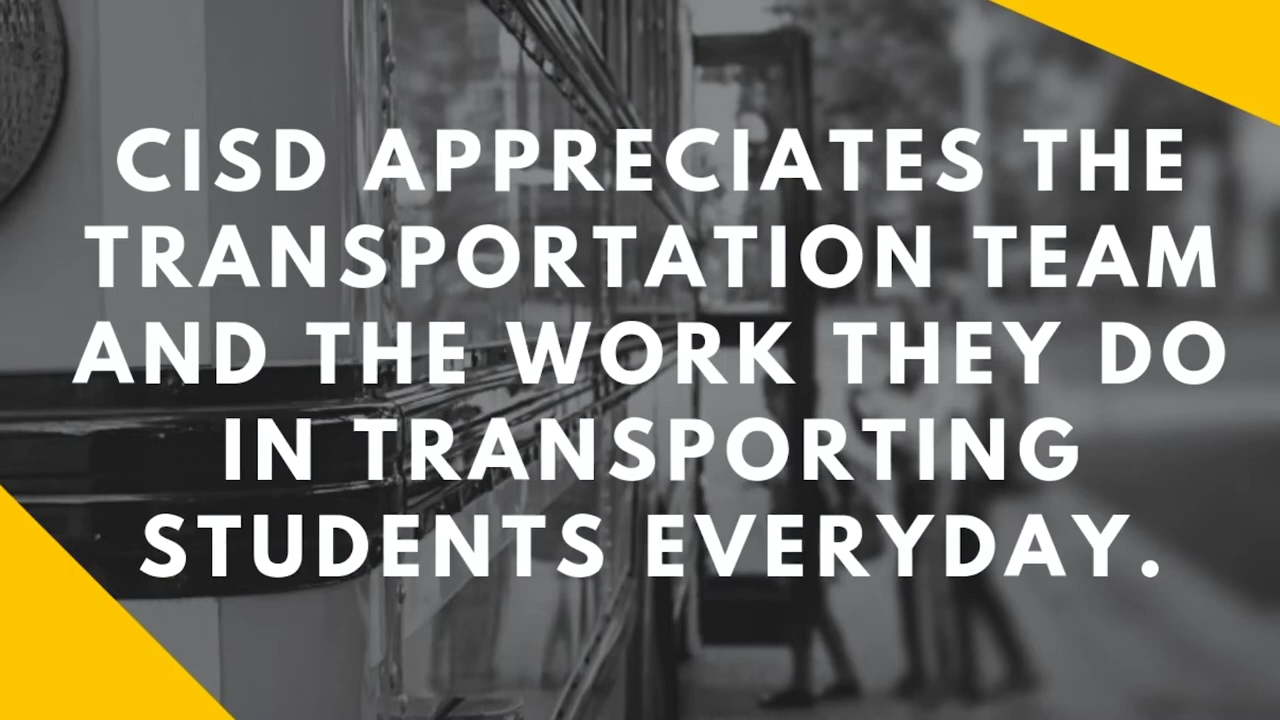 CISD APPRECIATES THE
TRANSPORTATION TEAM
AND THE WORK THEY DO
IN TRANSPORTING
STUDENTS EVERYDAY.